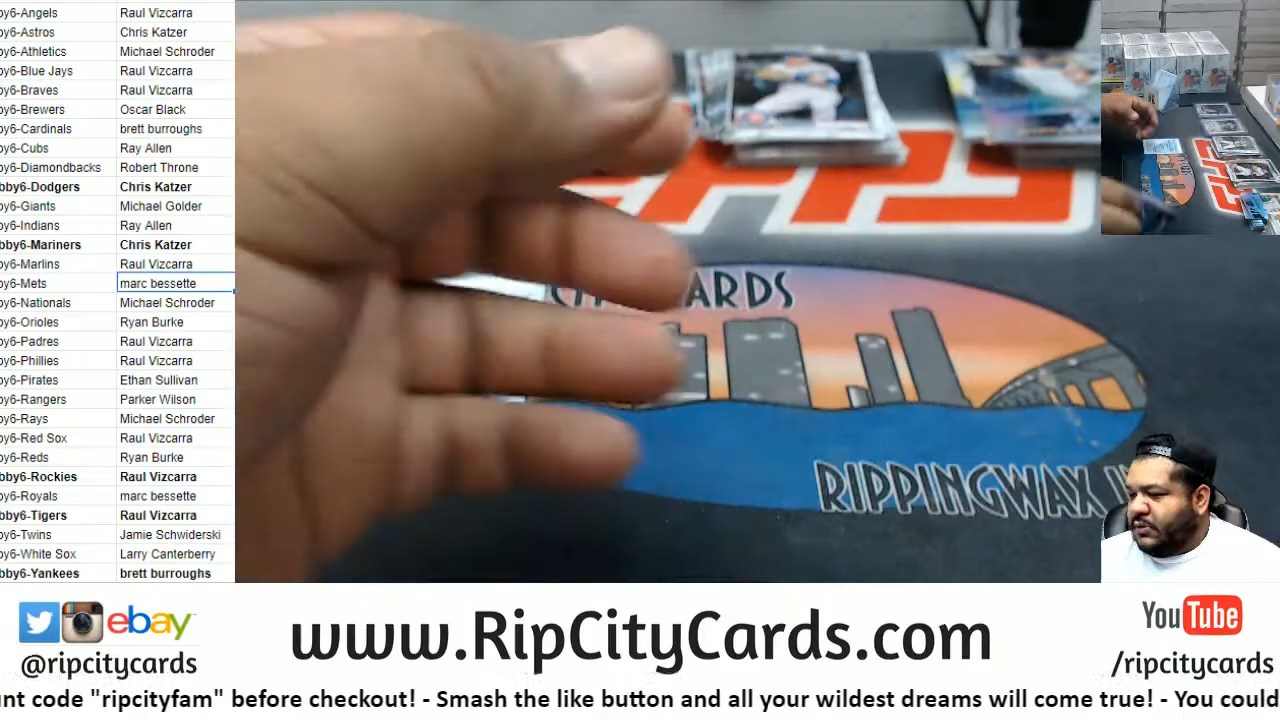 by6-Angels Raul Vizcarra
by6-Astros Chris Katzer
by6-Athletics Michael Schroder
by6-Blue Jays Raul Vizcarra
by6-Braves Raul Vizcarra
by6-Brewers Oscar Black
by6-Cardinals brett burroughs
by6-Cubs Ray Allen
by6-Diamondbacks Robert Throne
bby6-Dodgers Chris Katzer
by6-Giants Michael Golder
by6-Indians Ray Allen
bby6-Mariners Chris Katzer
by6-Marlins Raul Vizcarra
by6-Mets marc bessette
by6-Nationals Michael Schroder
by6-Orioles Ryan Burke
by6-Padres Raul Vizcarra
by6-Phillies Raul Vizcarra
by6-Pirates Ethan Sullivan
by6-Rangers Parker Wilson
by6-Rays Michael Schroder
by6-Red Sox Raul Vizcarra
by6-Reds Ryan Burke
bby6-Rockies Raul Vizcarra
by6-Royals marc bessette
bby6-Tigers Raul Vizcarra
by6-Twins Jamie Schwiderski
by6-White Sox Larry Canterberry
bby6-Yankees brett burroughs
ARDS
RIPPINGWAX
ebay
@ripcitycards
www.RipCityCards.com
YouTube
/ripcitycards
nt code "ripcityfam" before checkout! - Smash the like button and all your wildest dreams will come true! - You could